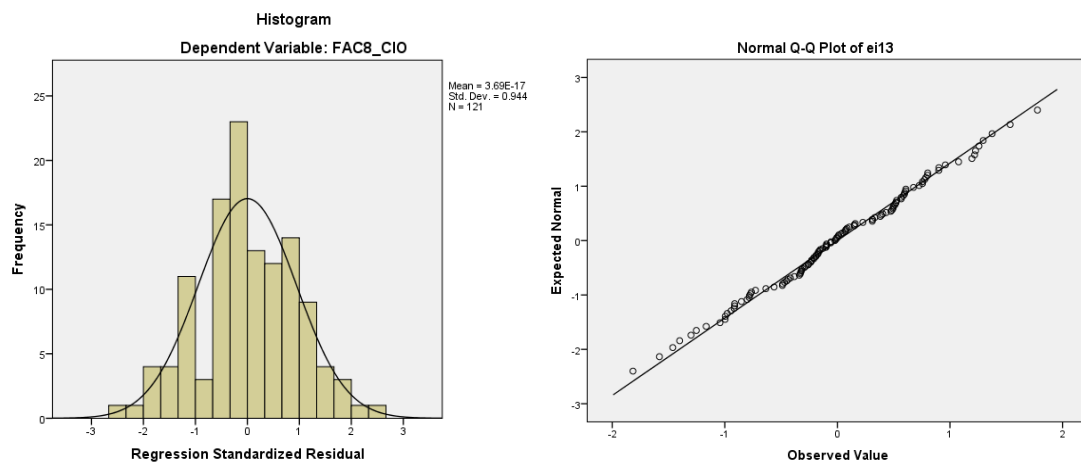 Histogram
Dependent Variable: FAC8_CIO
Mean = 3.69E-17
Std. Dev. = 0.944
N = 121
Frequency
25
20
15
10
5
0
-3 -2 -1 0 1 2 3
Regression Standardized Residual
Normal Q-Q Plot of ei13
Expected Normal
3
2
1
0
-1
-2
-3
-2 -1 0 1 2
Observed Value